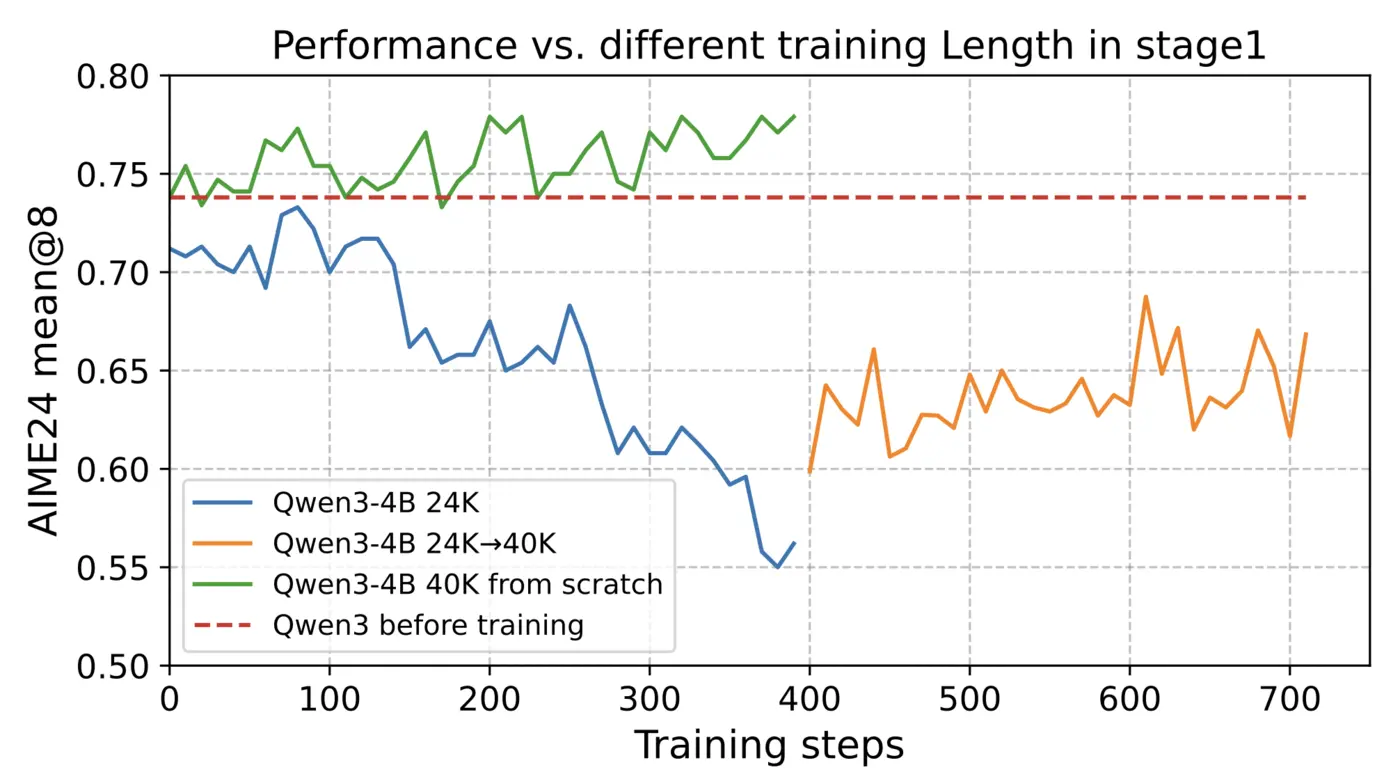 Performance vs. different training Length in stage1
AIME24 mean@8
0.80
0.75
0.70
0.65
0.60
0.55
0.50
Qwen3-4B 24K
Qwen3-4B 24K→40K
Qwen3-4B 40K from scratch
Qwen3 before training
0 100 200 300 400 500 600 700
Training steps